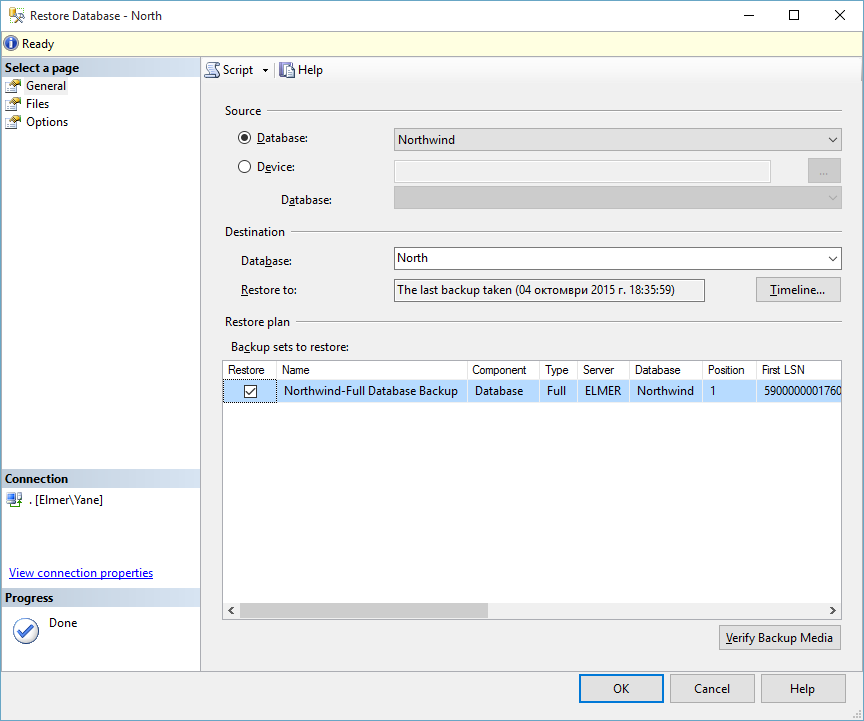 Restore Database - North
Ready
Select a page
General
Files
Options
Script Help
Source
Database: Northwind
Device: ...
Database:
Destination
Database: North
Restore to: The last backup taken (04 октомври 2015 г. 18:35:59) Timeline...
Restore plan
Backup sets to restore:
Restore Name Component Type Server Database Position First LSN
Northwind-Full Database Backup Database Full ELMER Northwind 1 5900000001760
Connection
. [Elmer\Yane]
View connection properties
Progress
Done
Verify Backup Media
OK Cancel Help